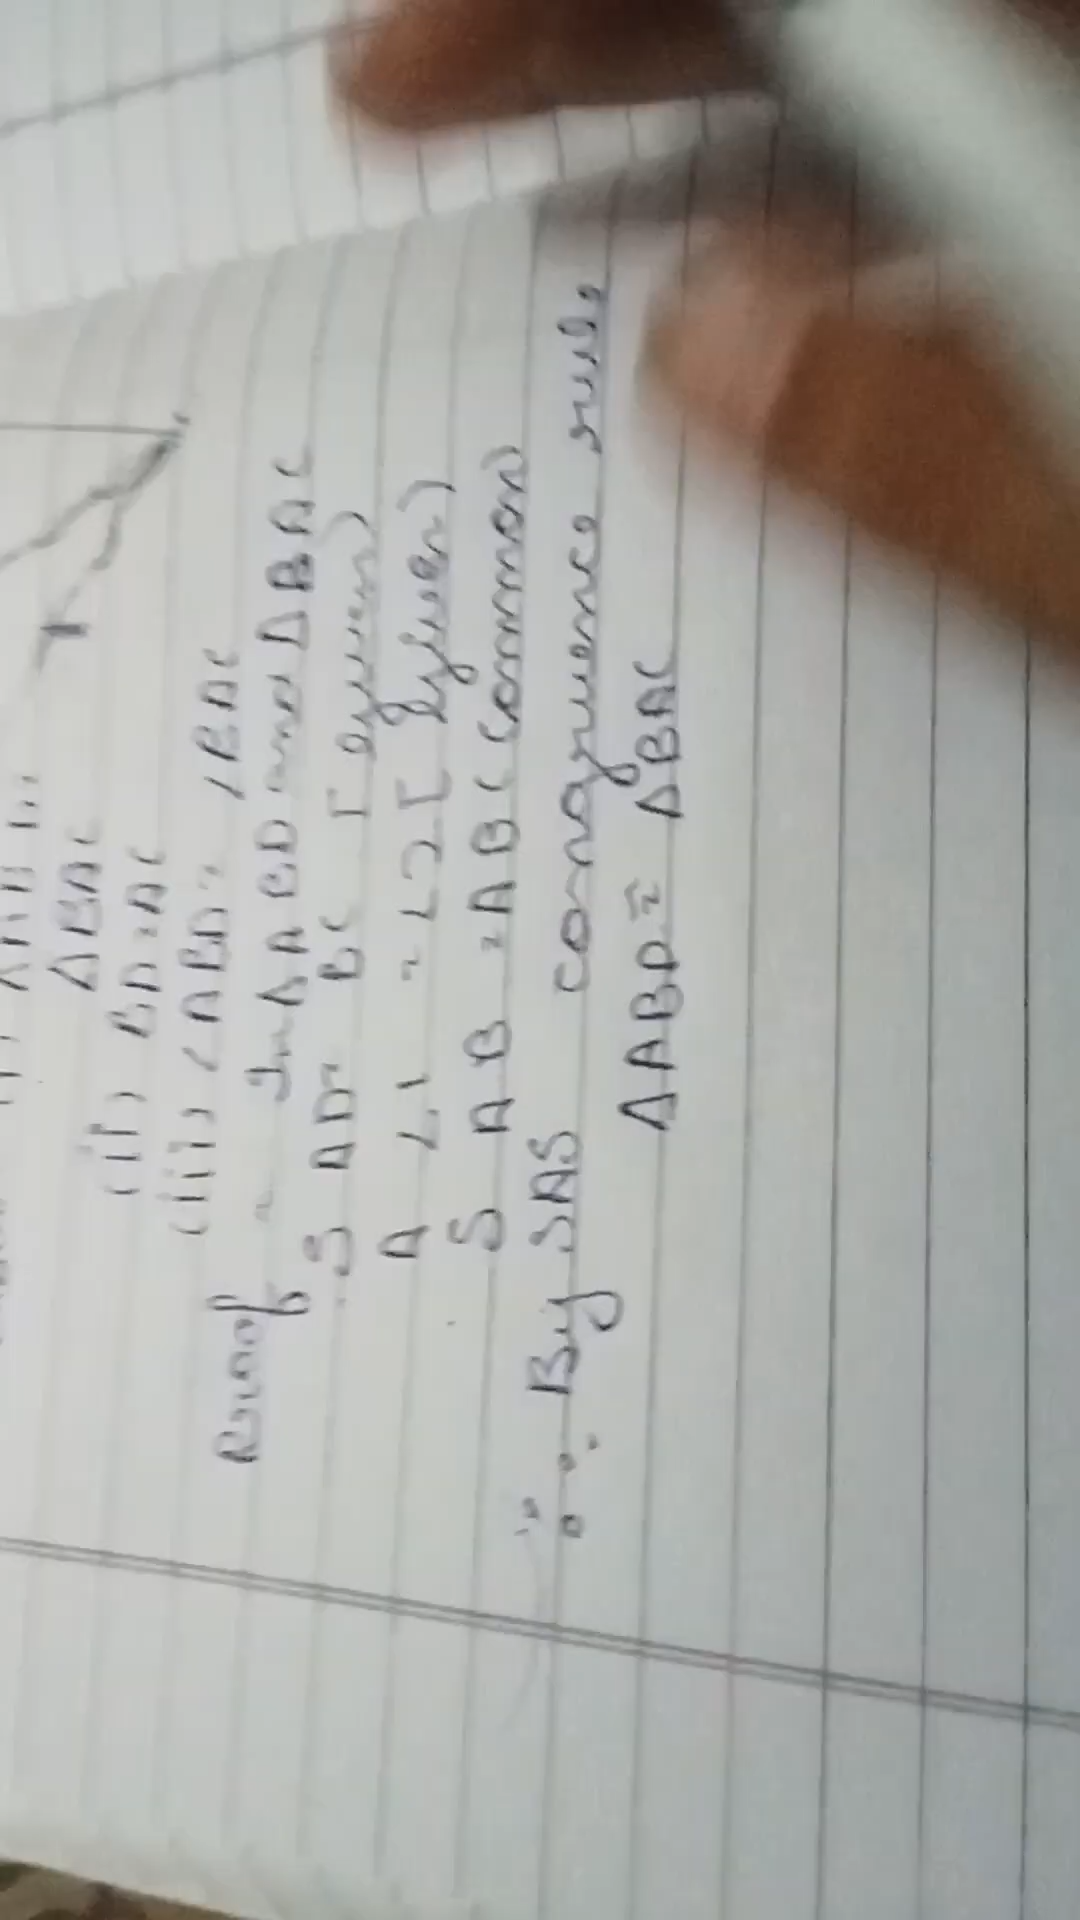 ΔBAC
(ii) BD = AC
(iii) ∠ABD = ∠BAC
Proof - In ΔABD and ΔBAC
S AD = BC [given)
A ∠1 = ∠2 [given)
S AB = AB (common)
∴ By SAS congruence rule
ΔABD ≅ ΔBAC